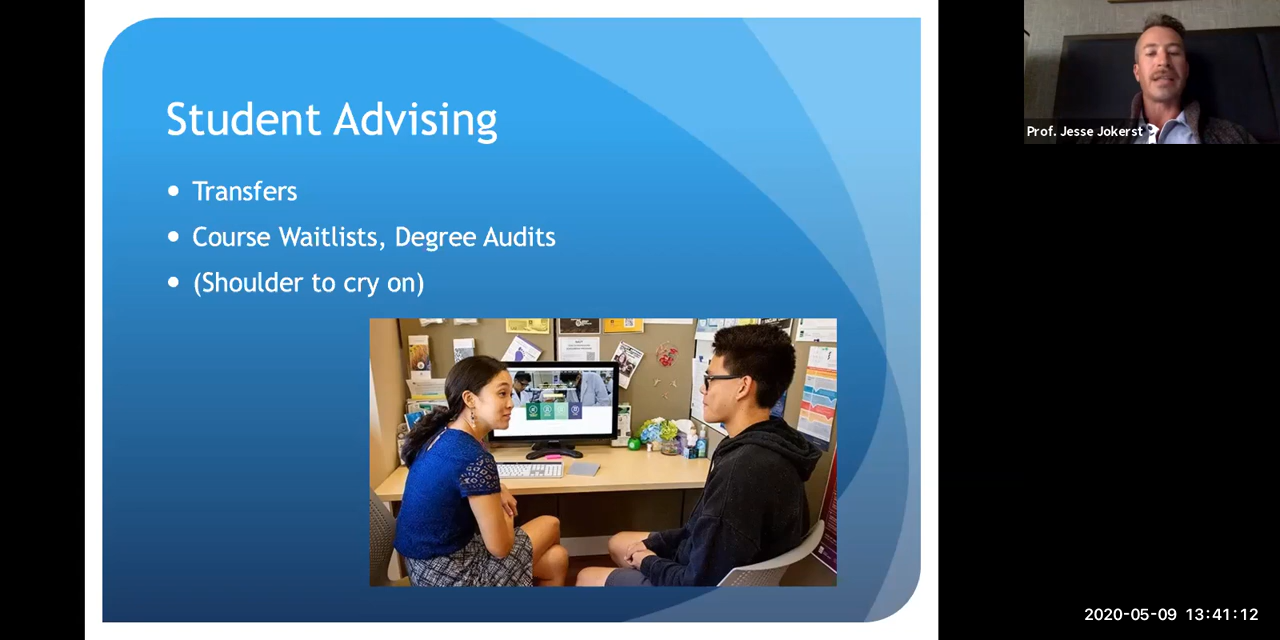 Student Advising
• Transfers
• Course Waitlists, Degree Audits
• (Shoulder to cry on)
Prof. Jesse Jokerst
2020-05-09 13:41:12